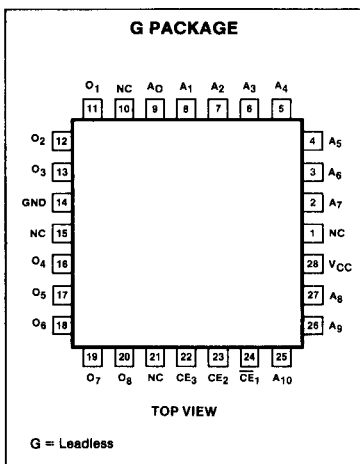 G PACKAGE
O1 NC A0 A1 A2 A3 A4
11 10 9 8 7 6 5
O2 12 4 A5
O3 13 3 A6
GND 14 2 A7
NC 15 1 NC
O4 16 28 VCC
O5 17 27 A8
O6 18 26 A9
19 20 21 22 23 24 25
O7 O8 NC CE3 CE2 C̅E̅1 A10
TOP VIEW
G = Leadless